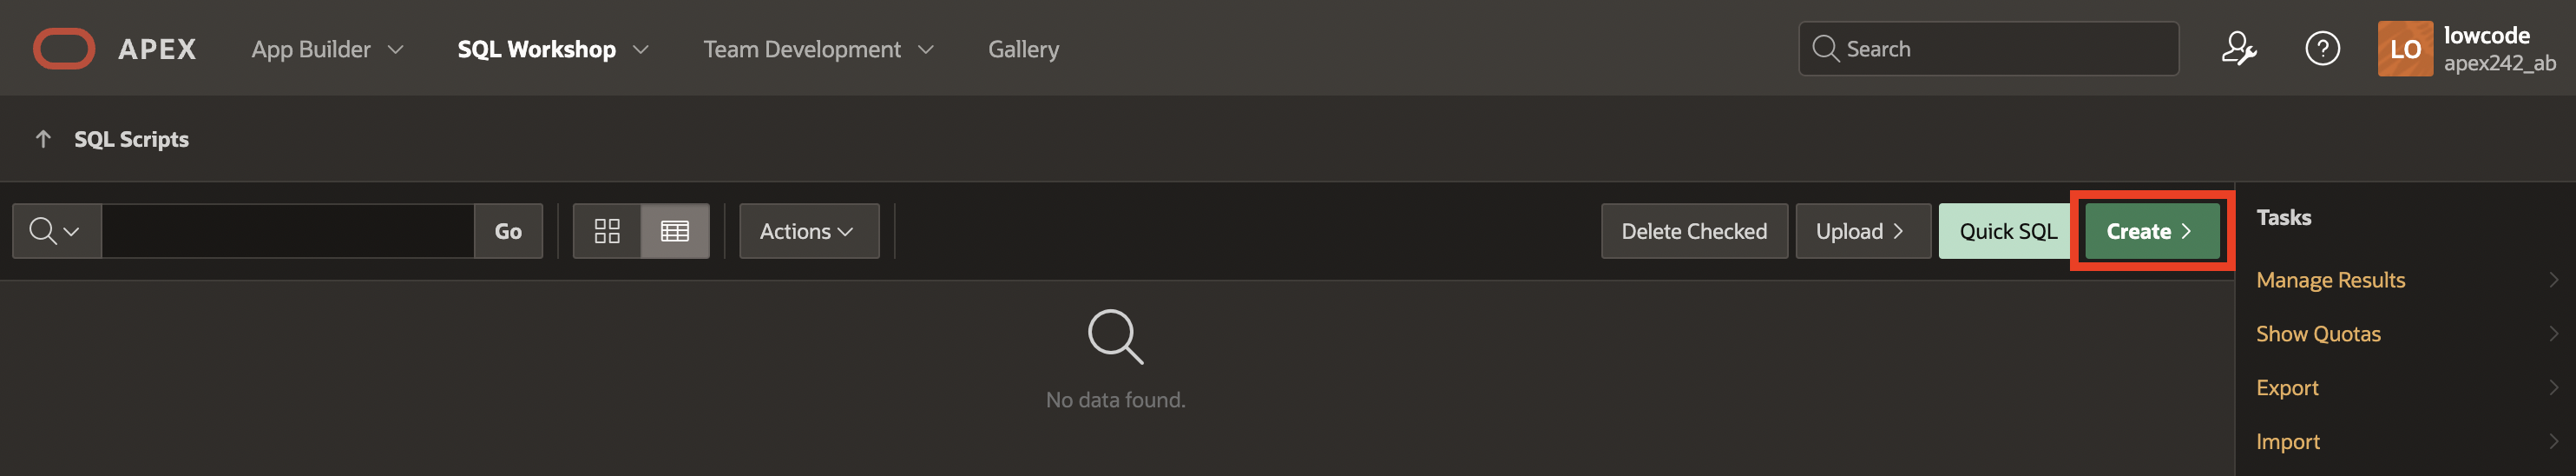 APEX App Builder SQL Workshop Team Development Gallery Search ? LO lowcode
apex242_ab
SQL Scripts
Go Actions Delete Checked Upload Quick SQL Create
Tasks
Manage Results
Show Quotas
Export
Import
No data found.